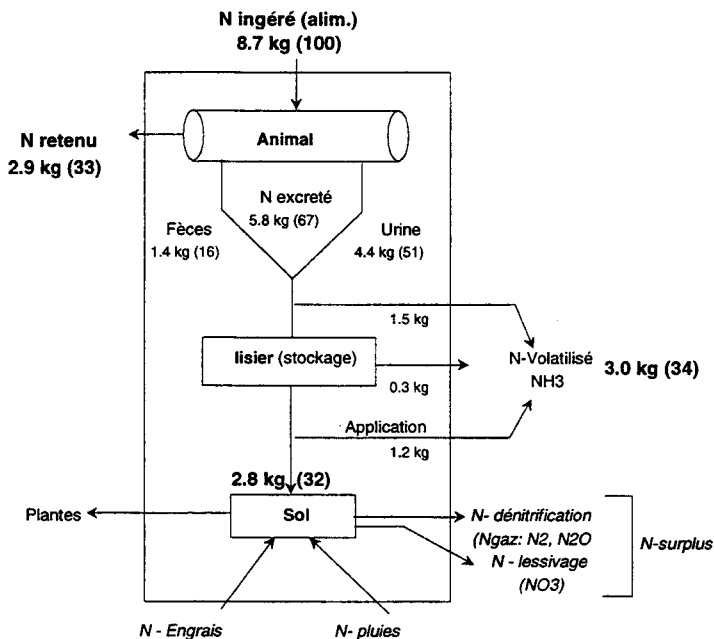 N ingéré (alim.)
8.7 kg (100)
Animal
N retenu
2.9 kg (33)
N excreté
5.8 kg (67)
Fèces
1.4 kg (16)
Urine
4.4 kg (51)
1.5 kg
lisier (stockage)
0.3 kg
N-Volatilisé
NH3
3.0 kg (34)
Application
1.2 kg
2.8 kg (32)
Plantes
Sol
N- dénitrification
(Ngaz: N2, N2O
N - lessivage
(NO3)
N-surplus
N - Engrais
N- pluies